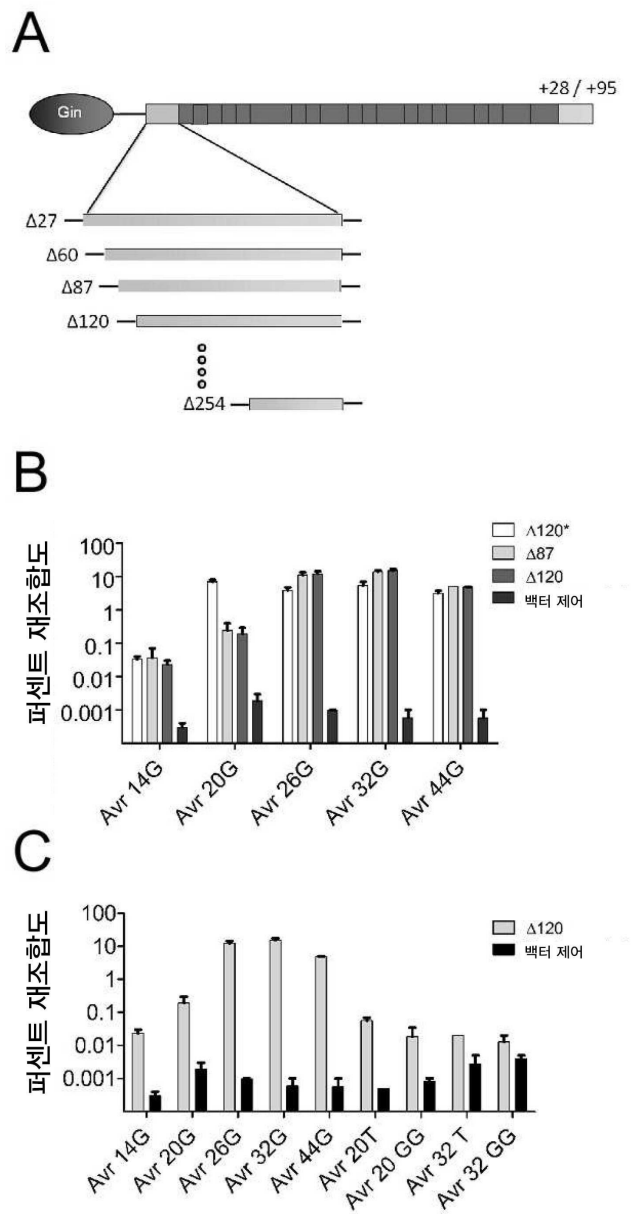 A
Gin
+28 / +95
Δ27
Δ60
Δ87
Δ120
Δ254
B
퍼센트 재조합도
100
10
1
0.1
0.01
0.001
Λ120*
Δ87
Δ120
백터 제어
Avr 14G
Avr 20G
Avr 26G
Avr 32G
Avr 44G
C
퍼센트 재조합도
100
10
1
0.1
0.01
0.001
Δ120
백터 제어
Avr 14G
Avr 20G
Avr 26G
Avr 32G
Avr 44G
Avr 20T
Avr 20 GG
Avr 32 T
Avr 32 GG